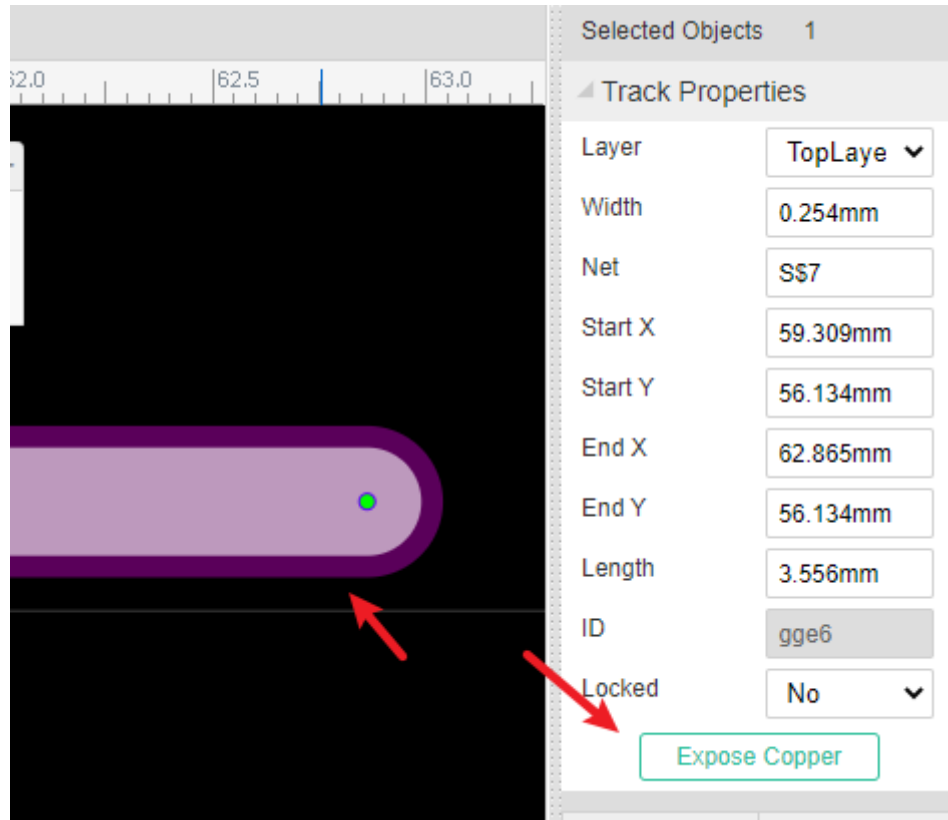 Selected Objects 1
62.0 62.5 63.0
Track Properties
Layer TopLaye
Width 0.254mm
Net S$7
Start X 59.309mm
Start Y 56.134mm
End X 62.865mm
End Y 56.134mm
Length 3.556mm
ID gge6
Locked No
Expose Copper